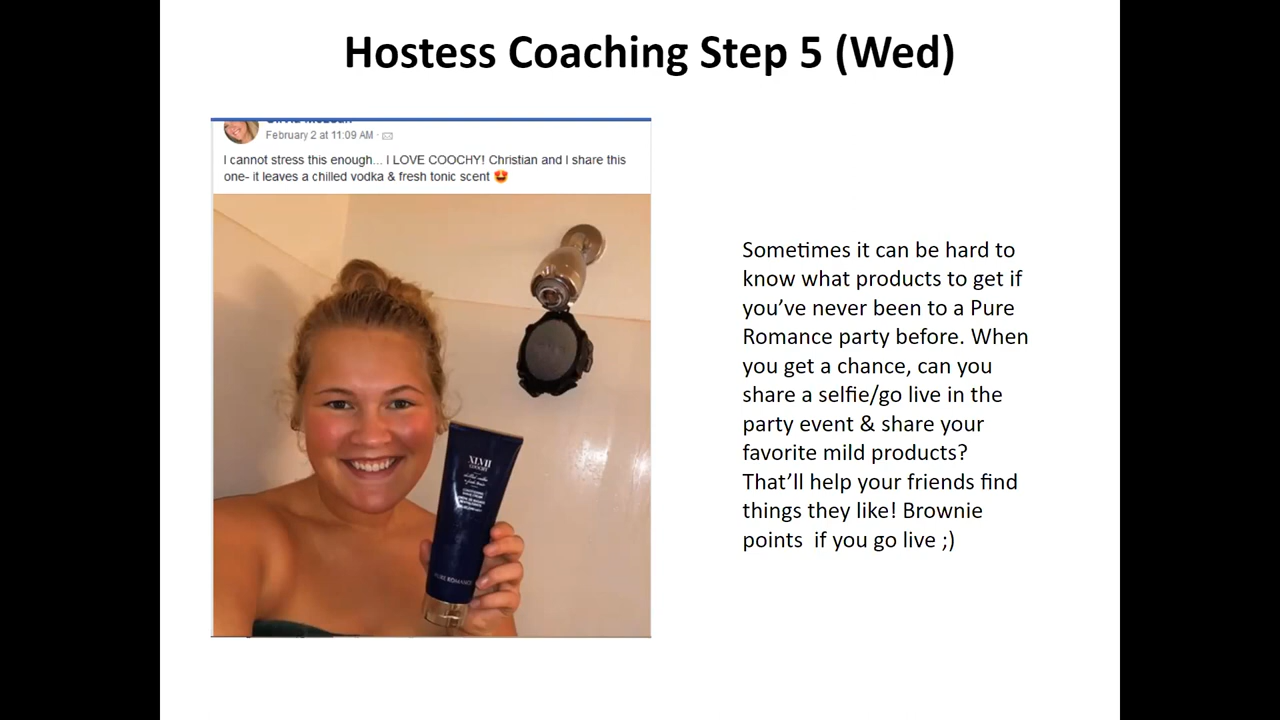 Hostess Coaching Step 5 (Wed)
February 2 at 11:09 AM ·
I cannot stress this enough... I LOVE COOCHY! Christian and I share this
one- it leaves a chilled vodka & fresh tonic scent 😍
XLVII
COOCHY
PURE ROMANCE
Sometimes it can be hard to
know what products to get if
you’ve never been to a Pure
Romance party before. When
you get a chance, can you
share a selfie/go live in the
party event & share your
favorite mild products?
That’ll help your friends find
things they like! Brownie
points  if you go live ;)